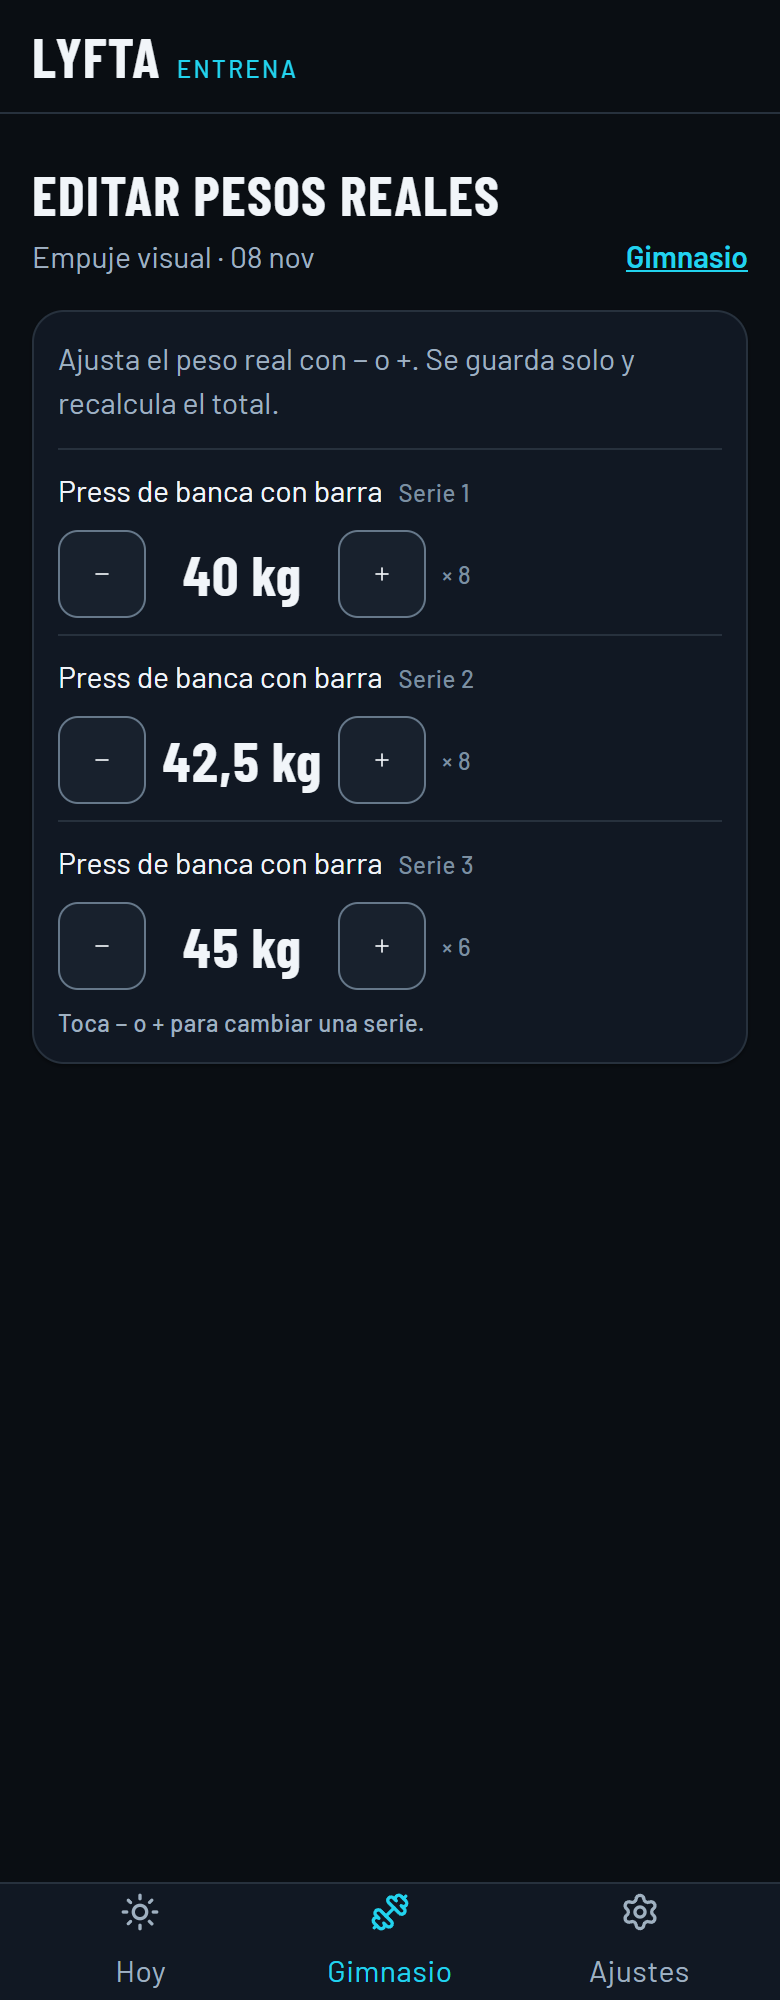 LYFTA ENTRENA
EDITAR PESOS REALES
Empuje visual · 08 nov Gimnasio
Ajusta el peso real con − o +. Se guarda solo y
recalcula el total.
Press de banca con barra Serie 1
− 40 kg + × 8
Press de banca con barra Serie 2
− 42,5 kg + × 8
Press de banca con barra Serie 3
− 45 kg + × 6
Toca − o + para cambiar una serie.
Hoy Gimnasio Ajustes